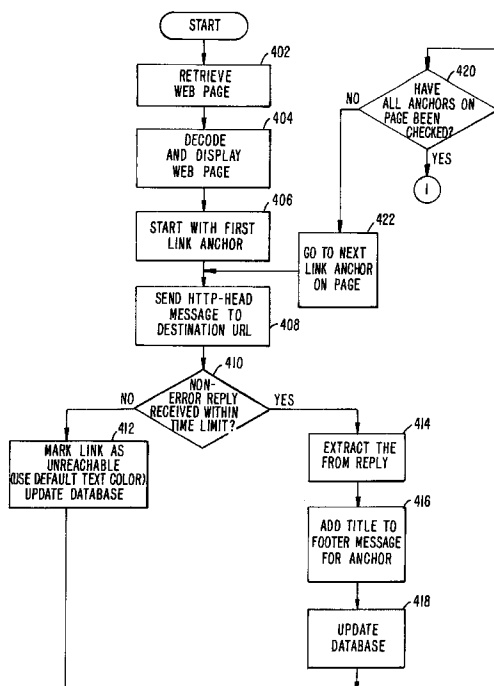 START
402
RETRIEVE
WEB PAGE
404
DECODE
AND DISPLAY
WEB PAGE
406
START WITH FIRST
LINK ANCHOR
SEND HTTP-HEAD
MESSAGE TO
DESTINATION URL
408
410
NON-
ERROR REPLY
RECEIVED WITHIN
TIME LIMIT?
NO
YES
412
MARK LINK AS
UNREACHABLE
(USE DEFAULT TEXT COLOR)
UPDATE DATABASE
414
EXTRACT THE
FROM REPLY
416
ADD TITLE TO
FOOTER MESSAGE
FOR ANCHOR
418
UPDATE
DATABASE
420
HAVE
ALL ANCHORS ON
PAGE BEEN
CHECKED?
NO
YES
1
422
GO TO NEXT
LINK ANCHOR
ON PAGE